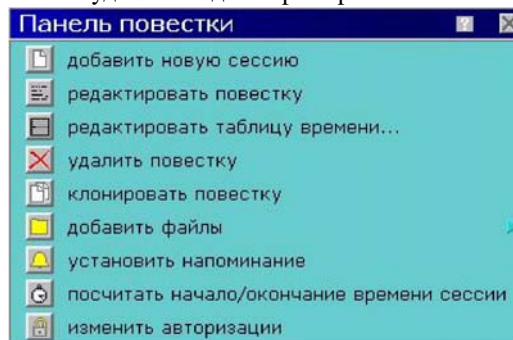 Панель повестки
добавить новую сессию
редактировать повестку
редактировать таблицу времени...
удалить повестку
клонировать повестку
добавить файлы
установить напоминание
посчитать начало/окончание времени сессии
изменить авторизации